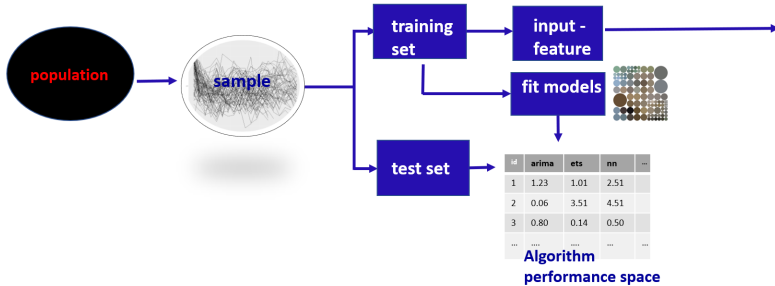 population
sample
training
set
input -
feature
fit models
test set
id arima ets nn ...
1 1.23 1.01 2.51
2 0.06 3.51 4.51
3 0.80 0.14 0.50
... .... .... ... ...
Algorithm
performance space